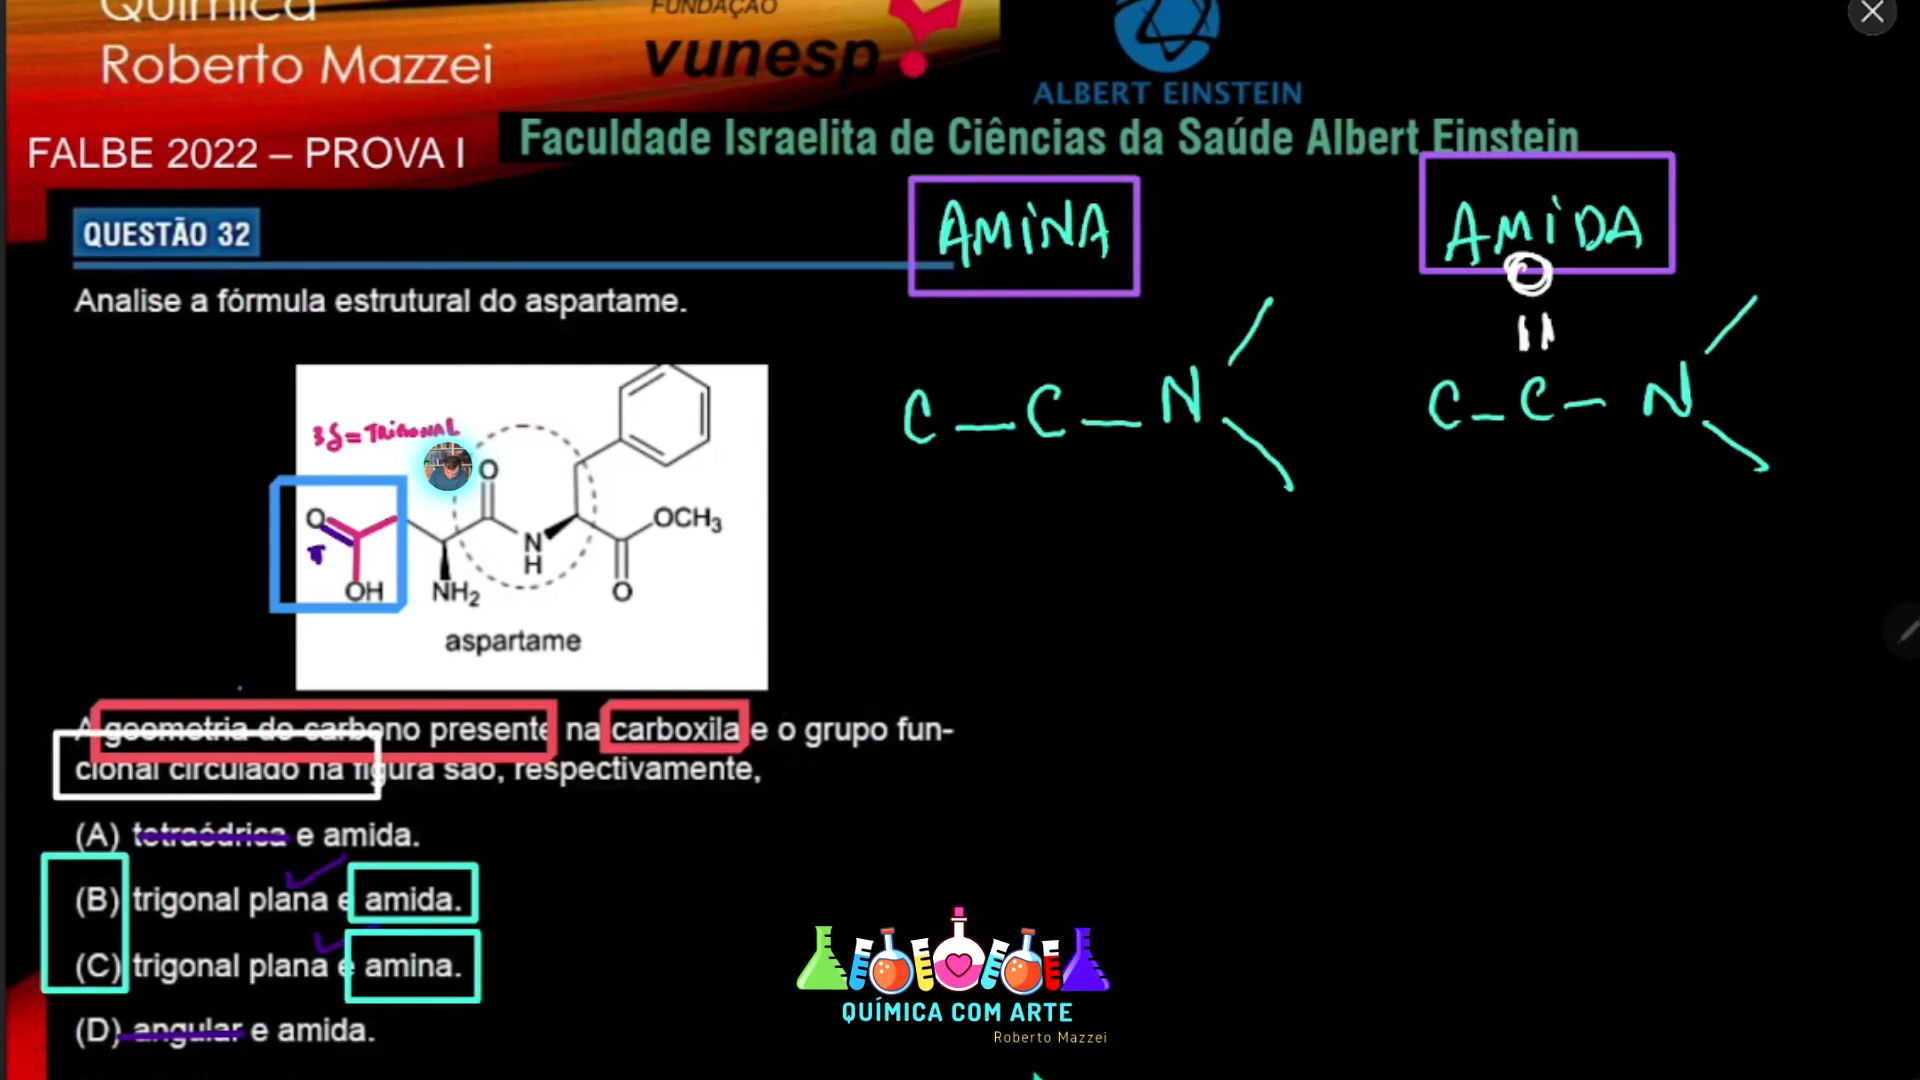 Química
FUNDAÇÃO
Roberto Mazzei
vunesp
ALBERT EINSTEIN
FALBE 2022 – PROVA I
Faculdade Israelita de Ciências da Saúde Albert Einstein
QUESTÃO 32
AMINA
AMIDA
Analise a fórmula estrutural do aspartame.
O
=
C – C – N
C – C – N
3 δ = TRIGONAL
O
O
OCH3
π
N
H
OH
NH2
O
aspartame
A geometria do carbono presente na carboxila e o grupo fun-
cional circulado na figura são, respectivamente,
(A) tetraédrica e amida.
(B) trigonal plana e amida.
(C) trigonal plana e amina.
(D) angular e amida.
QUÍMICA COM ARTE
Roberto Mazzei